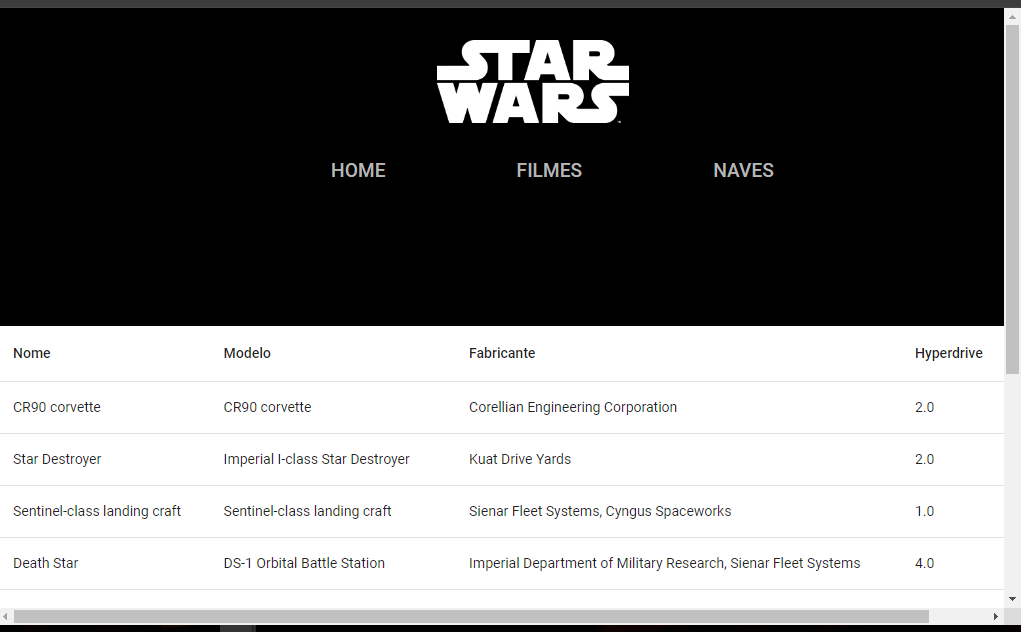 STAR
WARS
HOME FILMES NAVES
Nome Modelo Fabricante Hyperdrive
CR90 corvette CR90 corvette Corellian Engineering Corporation 2.0
Star Destroyer Imperial I-class Star Destroyer Kuat Drive Yards 2.0
Sentinel-class landing craft Sentinel-class landing craft Sienar Fleet Systems, Cyngus Spaceworks 1.0
Death Star DS-1 Orbital Battle Station Imperial Department of Military Research, Sienar Fleet Systems 4.0